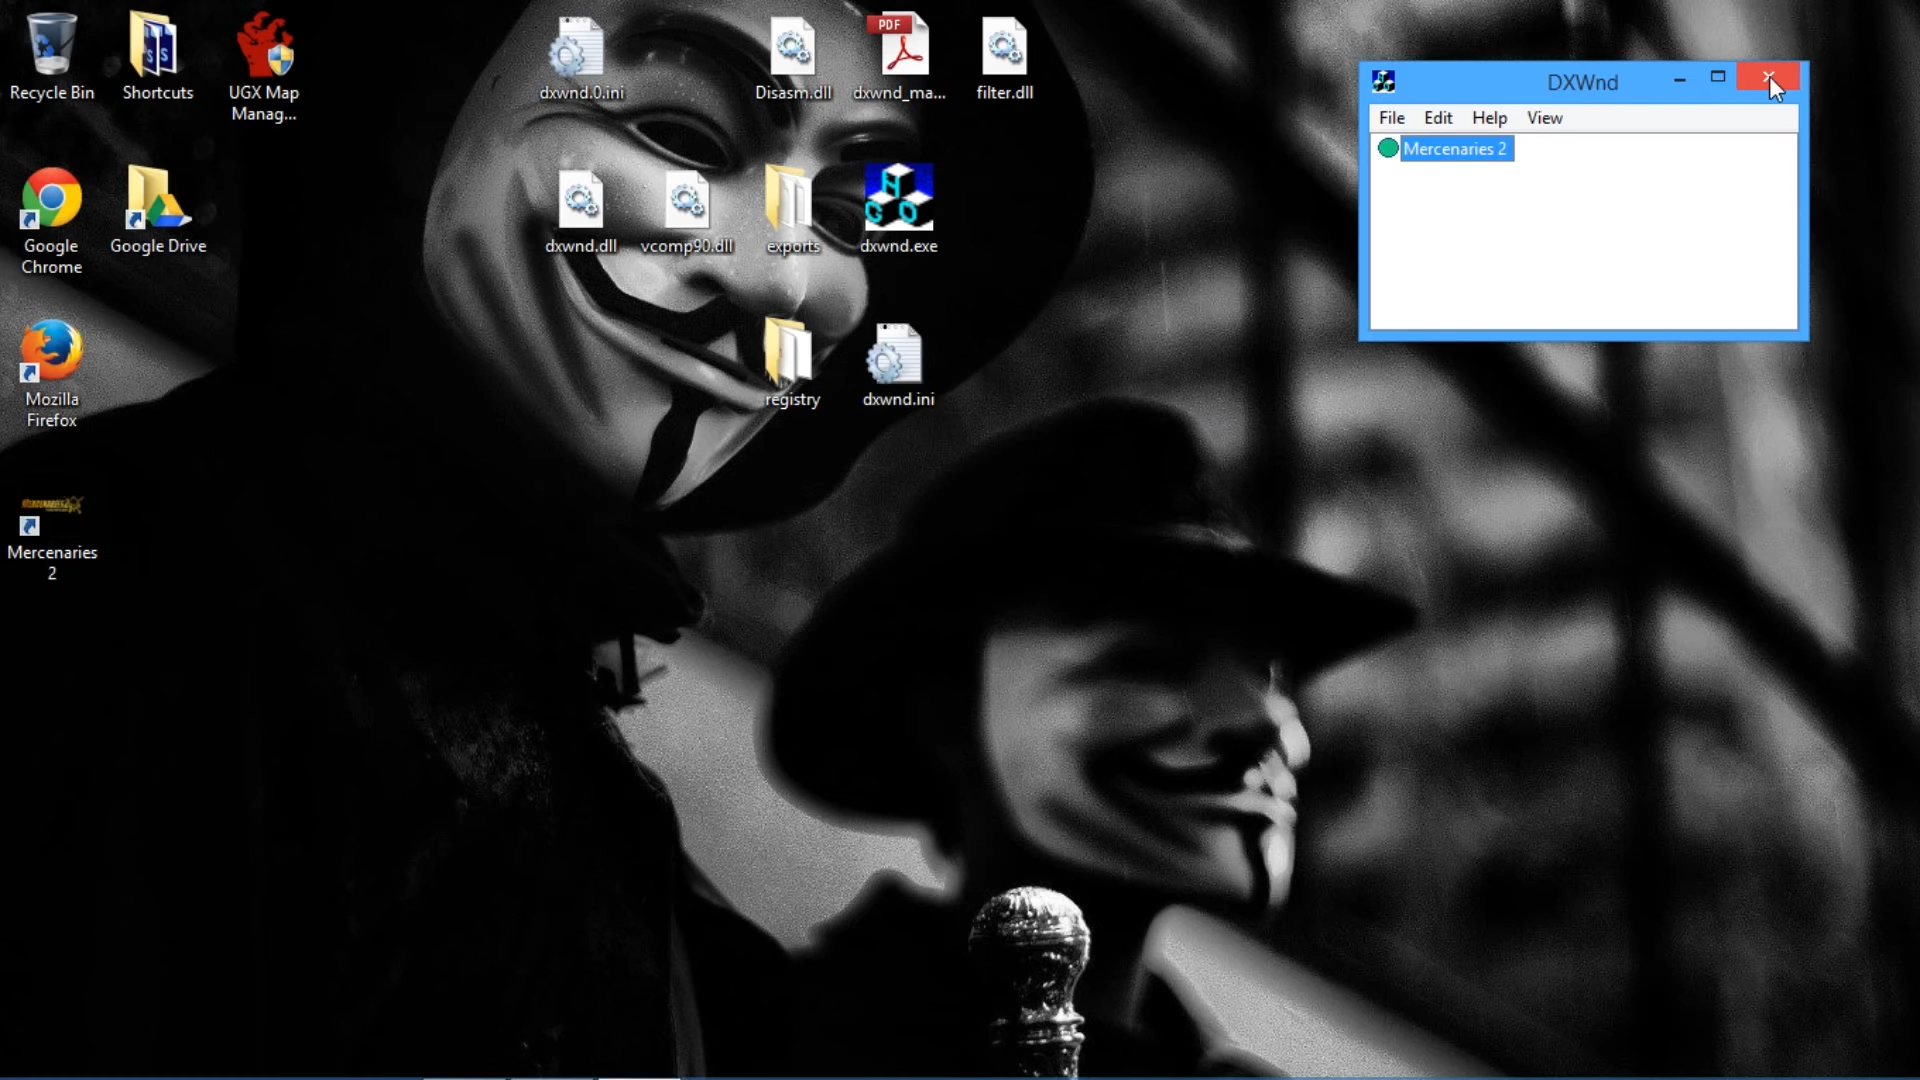 Recycle Bin
Shortcuts
UGX Map
Manag...
dxwnd.0.ini
Disasm.dll
PDF
dxwnd_ma...
filter.dll
Google
Chrome
Google Drive
dxwnd.dll
vcomp90.dll
exports
H
C O
dxwnd.exe
Mozilla
Firefox
registry
dxwnd.ini
Mercenaries
2
DXWnd
File Edit Help View
Mercenaries 2